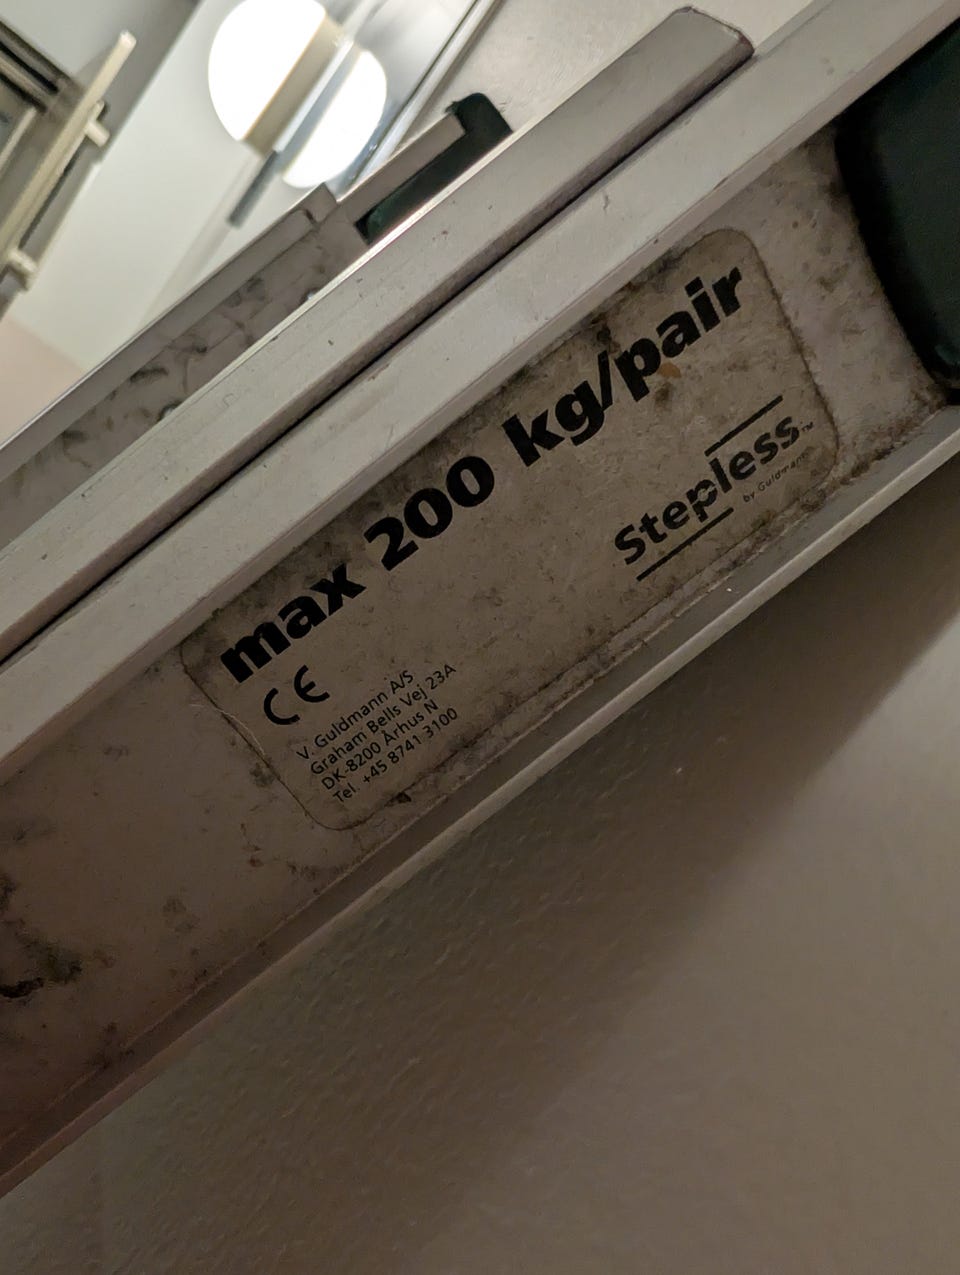 max 200 kg/pair
CE
V. Guldmann A/S
Graham Bells Vej 23A
DK-8200 Århus N
Tel. +45 8741 3100
Stepless™
by Guldmann